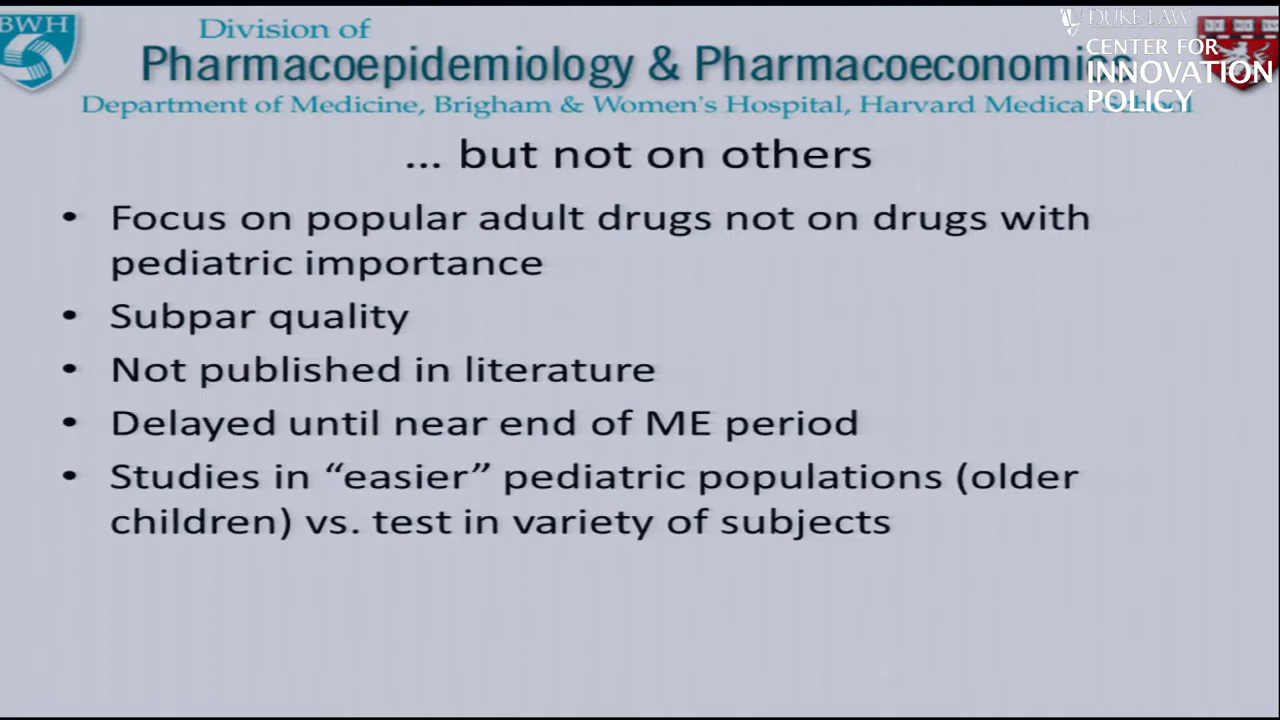 BWH
Division of
DUKE LAW
CENTER FOR
INNOVATION
POLICY
Pharmacoepidemiology & Pharmacoeconomi
Department of Medicine, Brigham & Women's Hospital, Harvard Medical School
... but not on others
• Focus on popular adult drugs not on drugs with
pediatric importance
• Subpar quality
• Not published in literature
• Delayed until near end of ME period
• Studies in “easier” pediatric populations (older
children) vs. test in variety of subjects